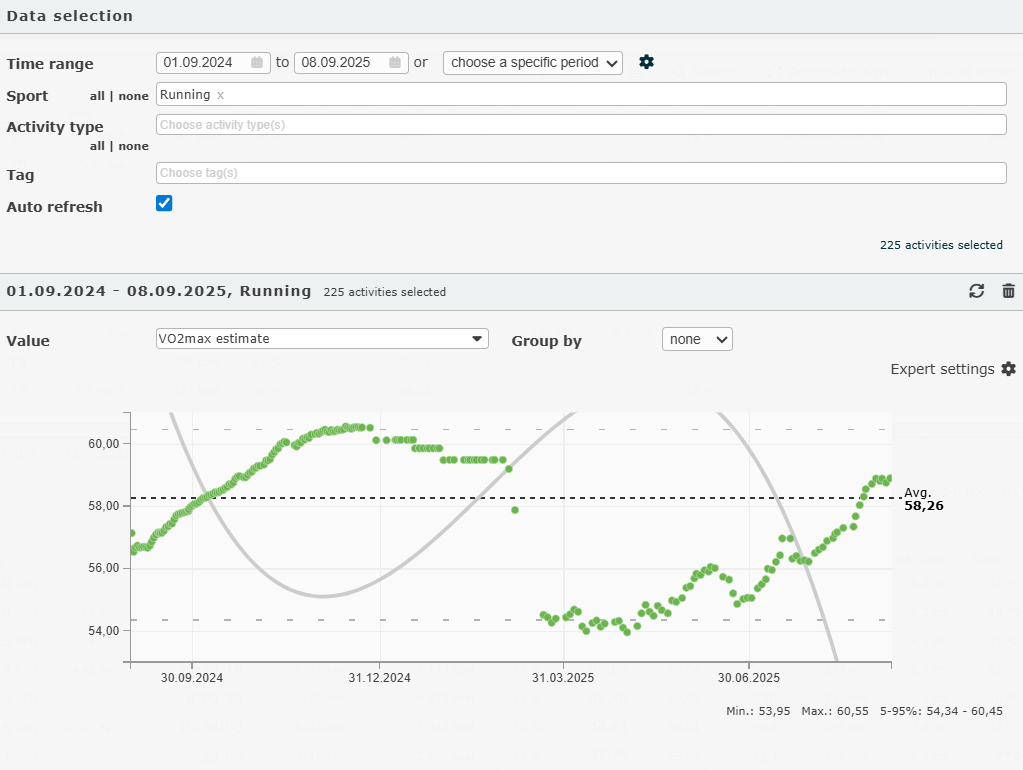 Data selection
Time range 01.09.2024 to 08.09.2025 or choose a specific period
Sport all | none Running x
Activity type Choose activity type(s)
all | none
Tag Choose tag(s)
Auto refresh
225 activities selected
01.09.2024 - 08.09.2025, Running 225 activities selected
Value VO2max estimate Group by none
Expert settings
60,00
58,00
56,00
54,00
Avg.
58,26
30.09.2024 31.12.2024 31.03.2025 30.06.2025
Min.: 53,95 Max.: 60,55 5-95%: 54,34 - 60,45